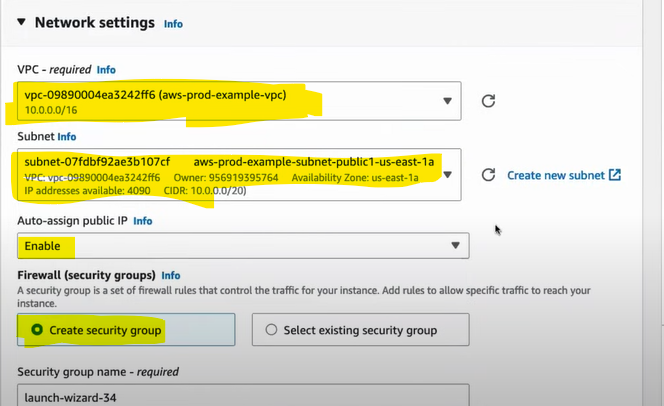 Network settings Info
VPC - required Info
vpc-09890004ea3242ff6 (aws-prod-example-vpc)
10.0.0.0/16
Subnet Info
subnet-07fdbf92ae3b107cf aws-prod-example-subnet-public1-us-east-1a
VPC: vpc-09890004ea3242ff6 Owner: 956919395764 Availability Zone: us-east-1a
IP addresses available: 4090 CIDR: 10.0.0.0/20)
Create new subnet
Auto-assign public IP Info
Enable
Firewall (security groups) Info
A security group is a set of firewall rules that control the traffic for your instance. Add rules to allow specific traffic to reach your
instance.
Create security group
Select existing security group
Security group name - required
launch-wizard-34